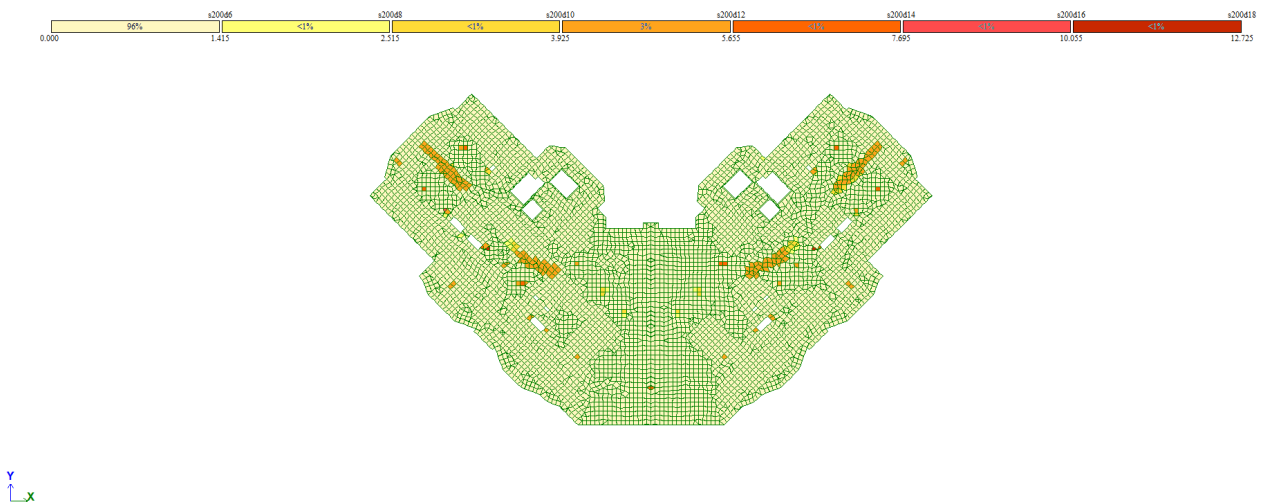 s200d6 s200d8 s200d10 s200d12 s200d14 s200d16 s200d18
96% <1% <1% 3% <1% <1% <1%
0.000 1.415 2.515 3.925 5.655 7.695 10.055 12.725
Y
X